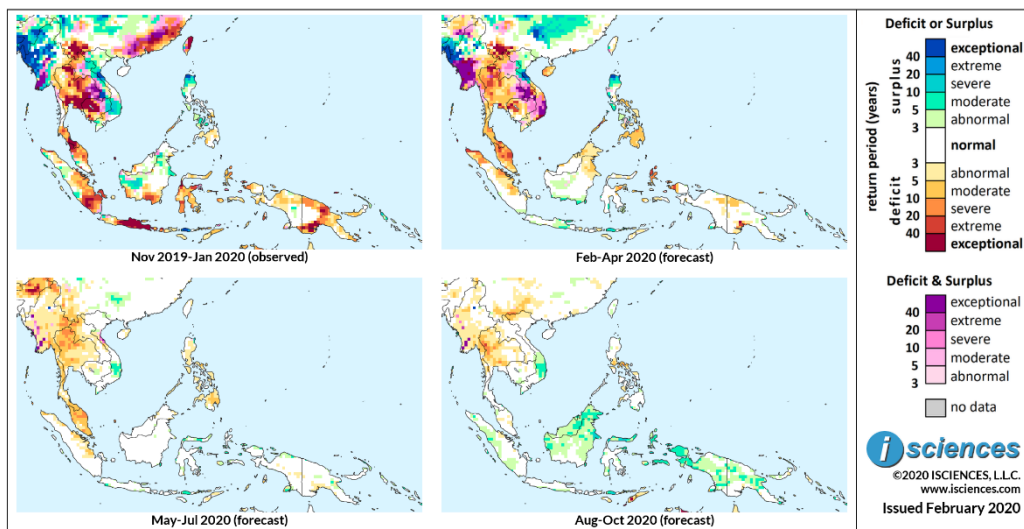 Nov 2019-Jan 2020 (observed)
Feb-Apr 2020 (forecast)
May-Jul 2020 (forecast)
Aug-Oct 2020 (forecast)
Deficit or Surplus
return period (years)
surplus
deficit
exceptional
40
extreme
20
severe
10
moderate
5
abnormal
3
normal
3
abnormal
5
moderate
10
severe
20
extreme
40
exceptional
Deficit & Surplus
exceptional
40
extreme
20
severe
10
moderate
5
abnormal
3
no data
isciences
©2020 ISCIENCES, L.L.C.
www.isciences.com
Issued February 2020